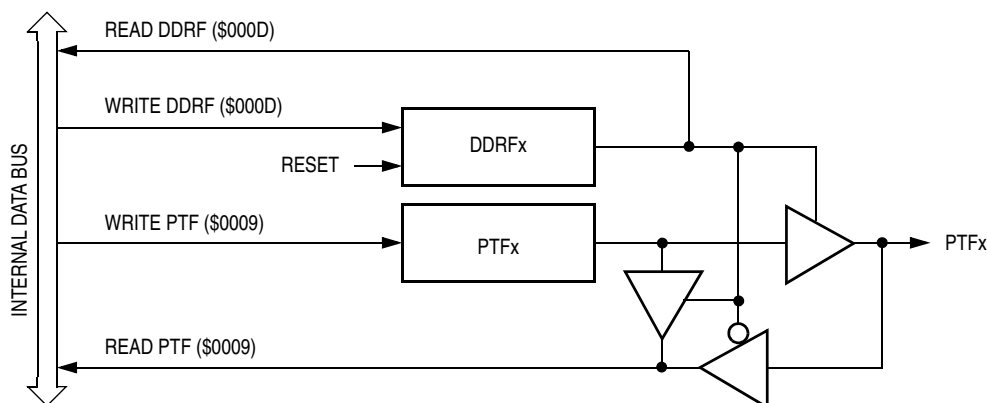 READ DDRF ($000D)
WRITE DDRF ($000D)
DDRFx
RESET
INTERNAL DATA BUS
WRITE PTF ($0009)
PTFx
PTFx
READ PTF ($0009)